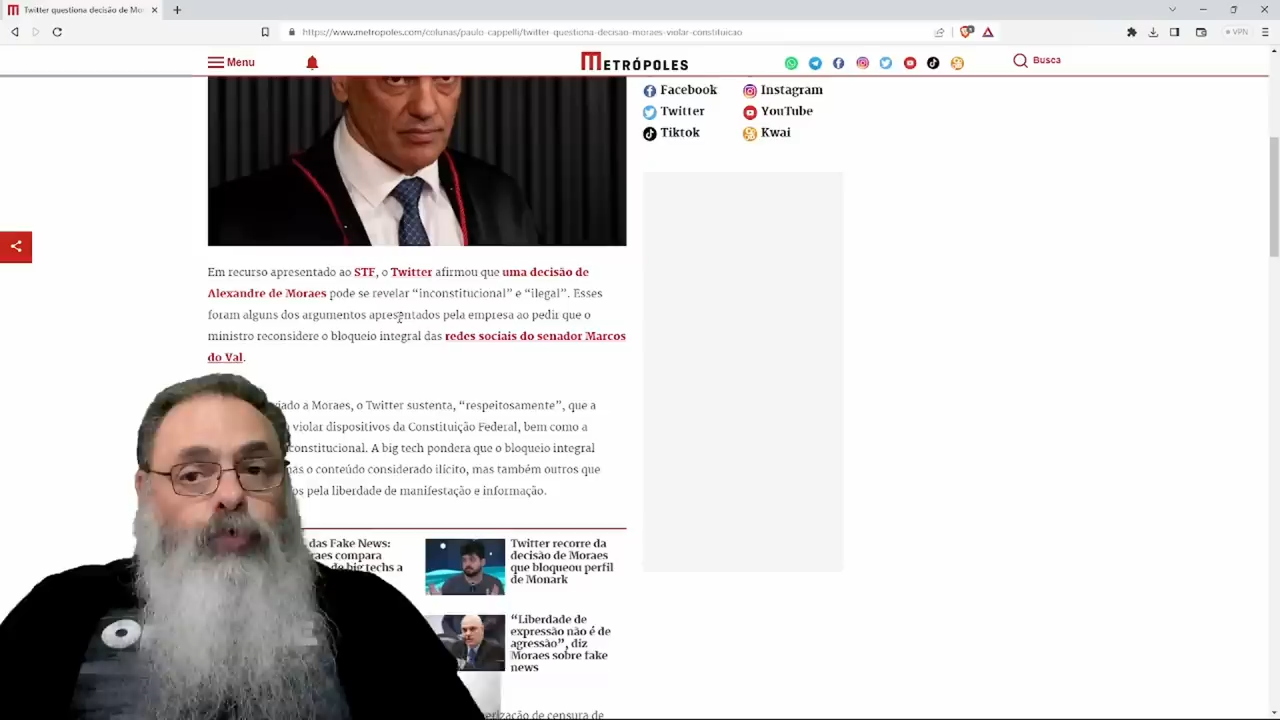 Twitter questiona decisão de Mo
https://www.metropoles.com/colunas/paulo-cappelli/twitter-questiona-decisao-moraes-violar-constituicao
VPN
Menu
METRÓPOLES
Busca
Facebook
Instagram
Twitter
YouTube
Tiktok
Kwai
Em recurso apresentado ao STF, o Twitter afirmou que uma decisão de
Alexandre de Moraes pode se revelar “inconstitucional” e “ilegal”. Esses
foram alguns dos argumentos apresentados pela empresa ao pedir que o
ministro reconsidere o bloqueio integral das redes sociais do senador Marcos
do Val.
iado a Moraes, o Twitter sustenta, “respeitosamente”, que a
violar dispositivos da Constituição Federal, bem como a
constitucional. A big tech pondera que o bloqueio integral
nas o conteúdo considerado ilícito, mas também outros que
os pela liberdade de manifestação e informação.
das Fake News:
raes compara
de big techs a
Twitter recorre da
decisão de Moraes
que bloqueou perfil
de Monark
“Liberdade de
expressão não é de
agressão”, diz
Moraes sobre fake
news
erização de censura de